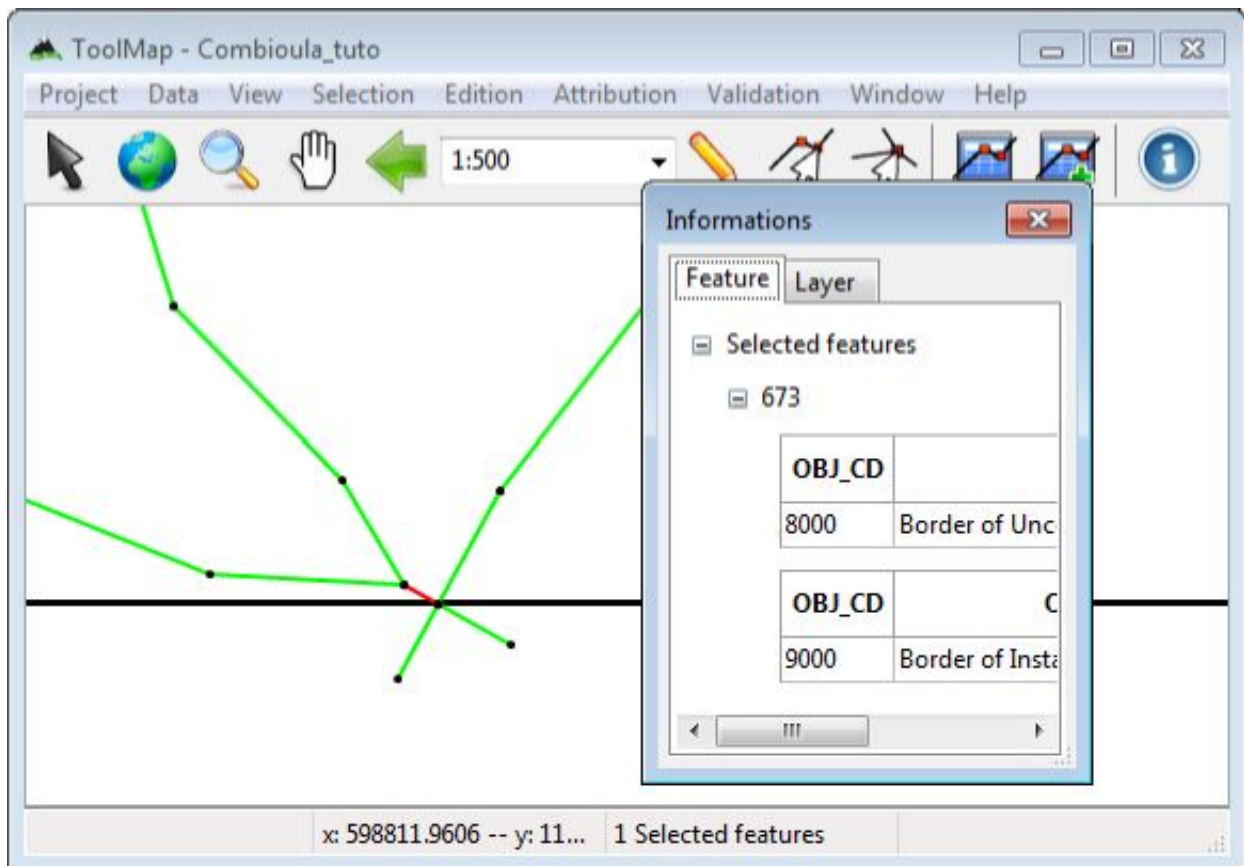 ToolMap - Combioula_tuto
Project Data View Selection Edition Attribution Validation Window Help
1:500
Informations
Feature Layer
Selected features
673
OBJ_CD
8000 Border of Unc
OBJ_CD C
9000 Border of Insta
x: 598811.9606 -- y: 11... 1 Selected features